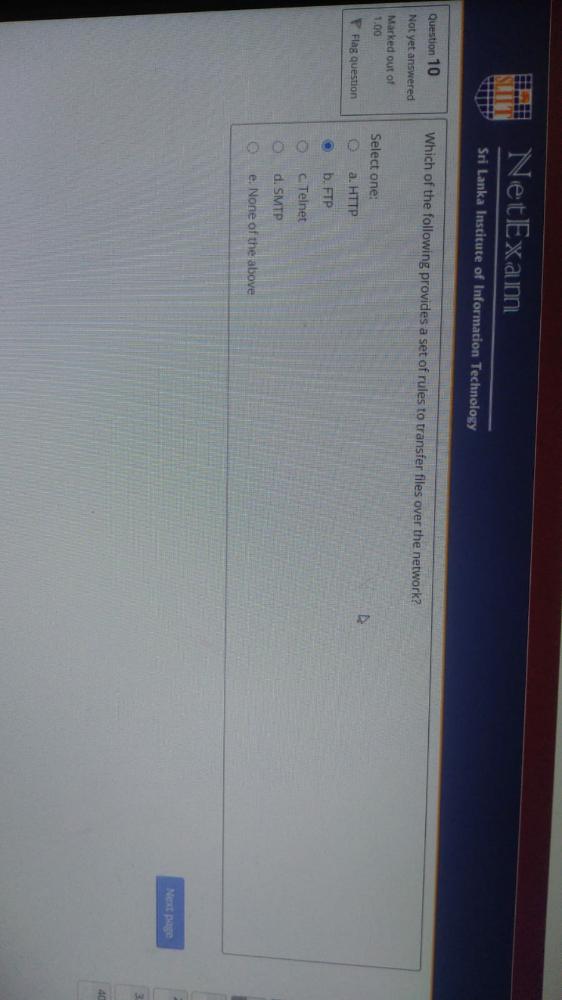 SLIIT
NetExam
Sri Lanka Institute of Information Technology
Question 10
Not yet answered
Marked out of
1.00
Flag question
Which of the following provides a set of rules to transfer files over the network?
Select one:
a. HTTP
b. FTP
c. Telnet
d. SMTP
e. None of the above
Next page